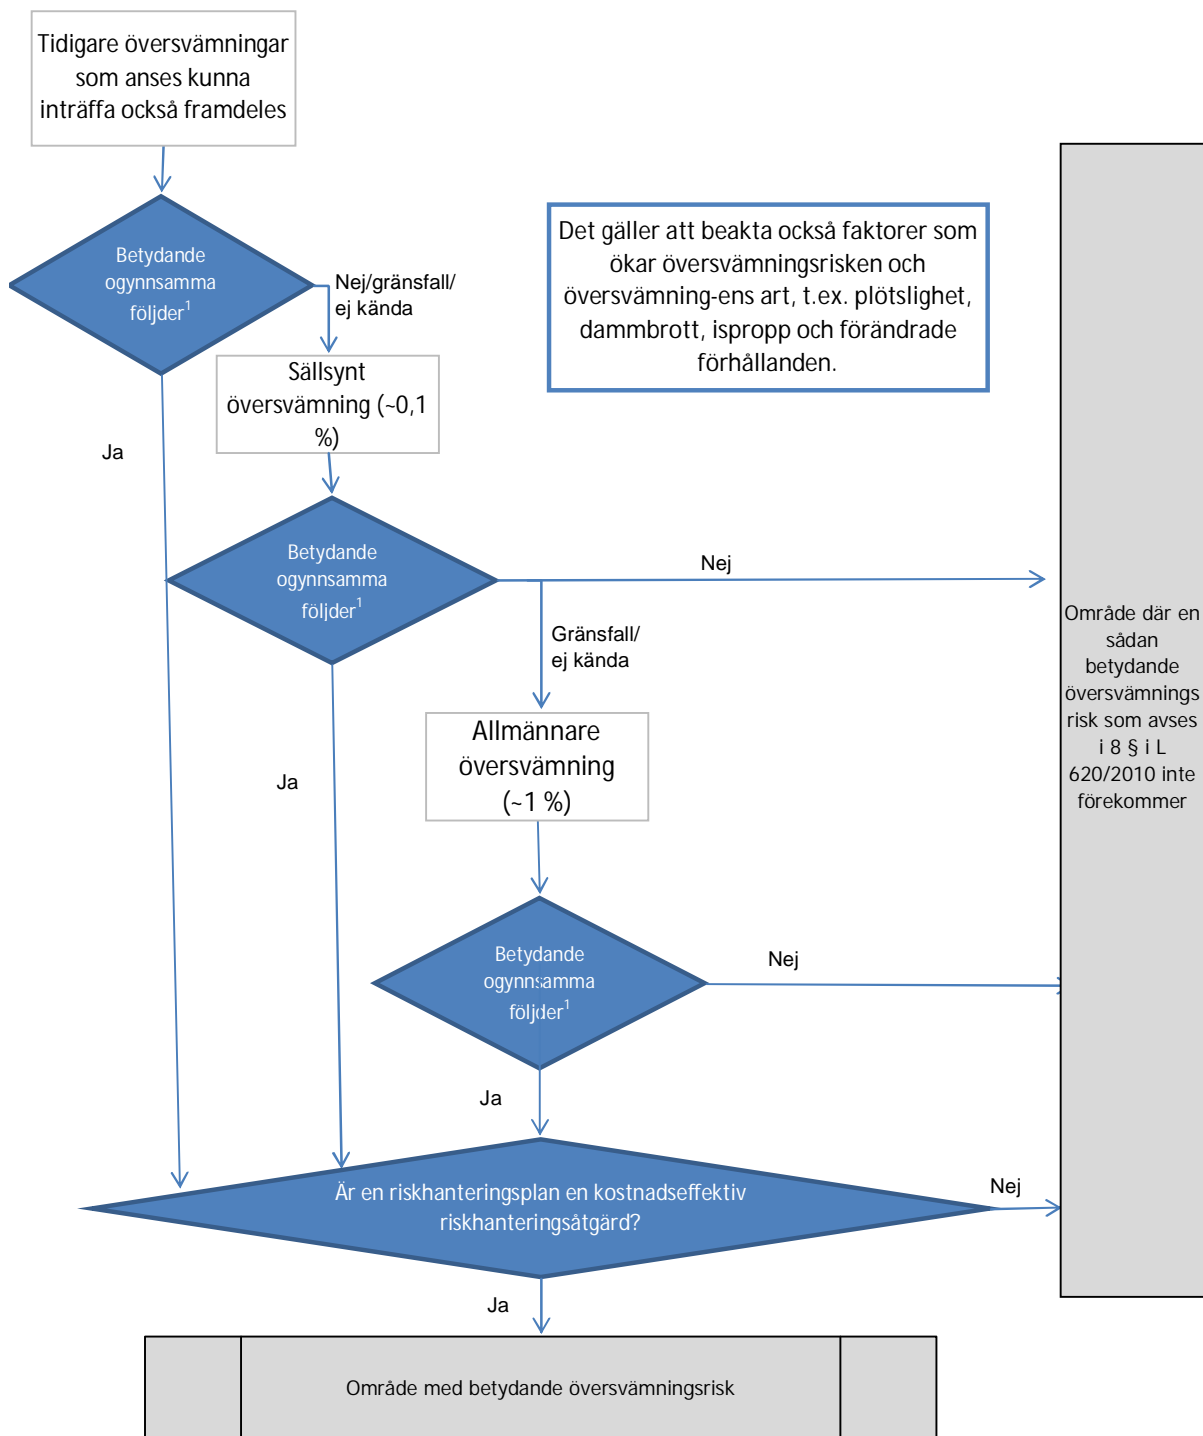 Tidigare översvämningar
som anses kunna
inträffa också framdeles
Betydande
ogynnsamma
följder1
Nej/gränsfall/
ej kända
Det gäller att beakta också faktorer som
ökar översvämningsrisken och
översvämning-ens art, t.ex. plötslighet,
dammbrott, ispropp och förändrade
förhållanden.
Sällsynt
översvämning (~0,1
%)
Ja
Betydande
ogynnsamma
följder1
Nej
Gränsfall/
ej kända
Område där en
sådan
betydande
översvämnings
risk som avses
i 8 § i L
620/2010 inte
förekommer
Allmännare
översvämning
(~1 %)
Ja
Betydande
ogynnsamma
följder1
Nej
Ja
Är en riskhanteringsplan en kostnadseffektiv
riskhanteringsåtgärd?
Nej
Ja
Område med betydande översvämningsrisk